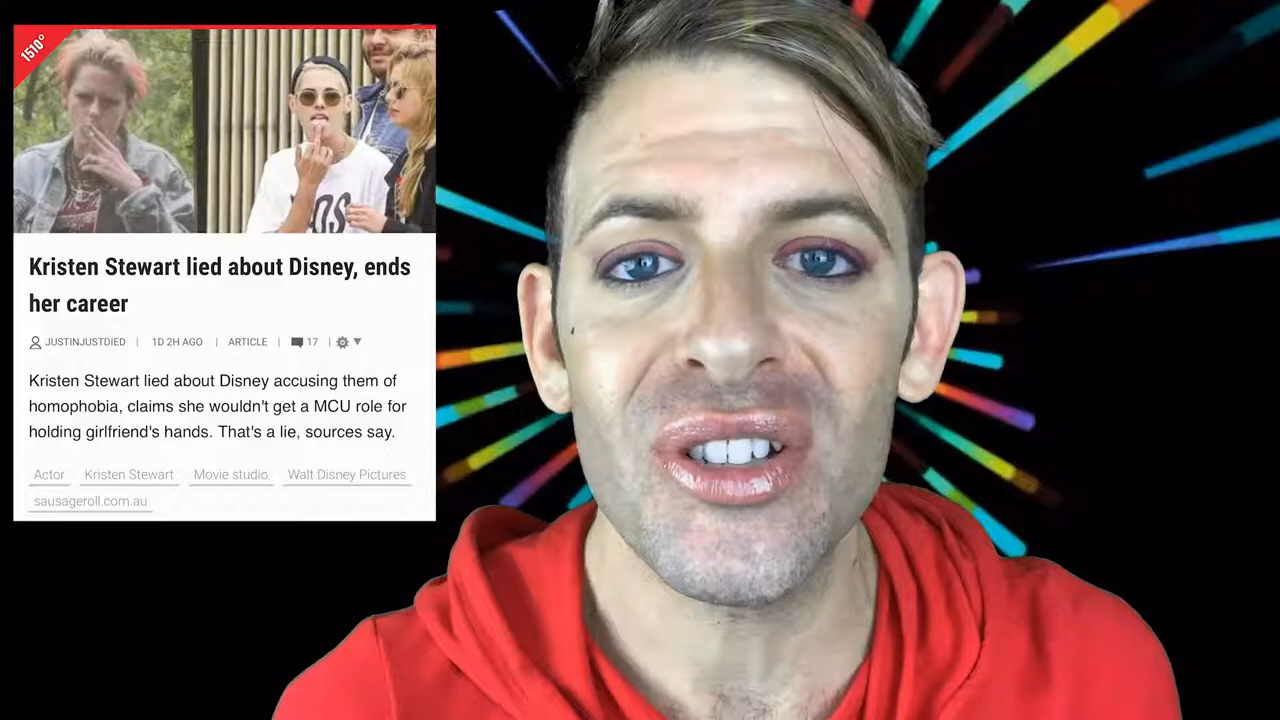 1510°
OS
Kristen Stewart lied about Disney, ends
her career
JUSTINJUSTDIED | 1D 2H AGO | ARTICLE | 17 |
Kristen Stewart lied about Disney accusing them of
homophobia, claims she wouldn't get a MCU role for
holding girlfriend's hands. That's a lie, sources say.
Actor Kristen Stewart Movie studio Walt Disney Pictures
sausageroll.com.au